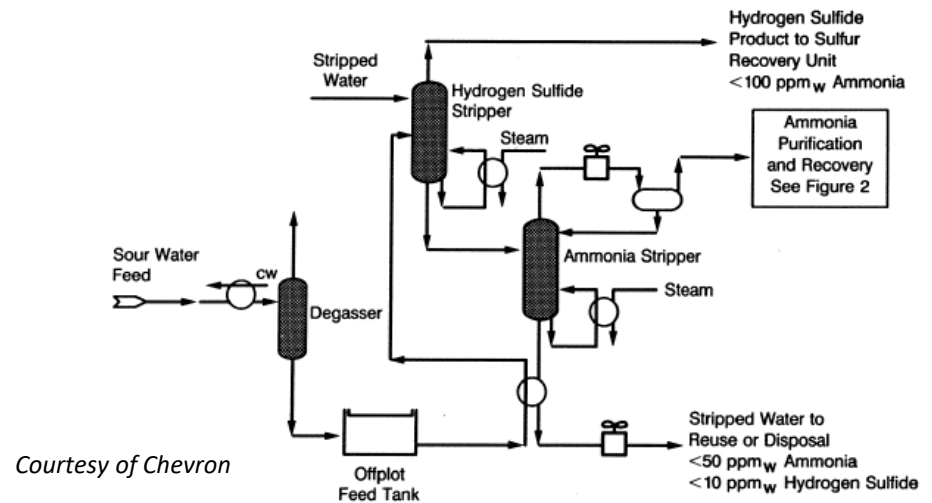 Hydrogen Sulfide
Product to Sulfur
Recovery Unit
<100 ppmw Ammonia
Stripped
Water
Hydrogen Sulfide
Stripper
Steam
Ammonia
Purification
and Recovery
See Figure 2
Sour Water
Feed
CW
Degasser
Ammonia Stripper
Steam
Offplot
Feed Tank
Stripped Water to
Reuse or Disposal
<50 ppmw Ammonia
<10 ppmw Hydrogen Sulfide
Courtesy of Chevron